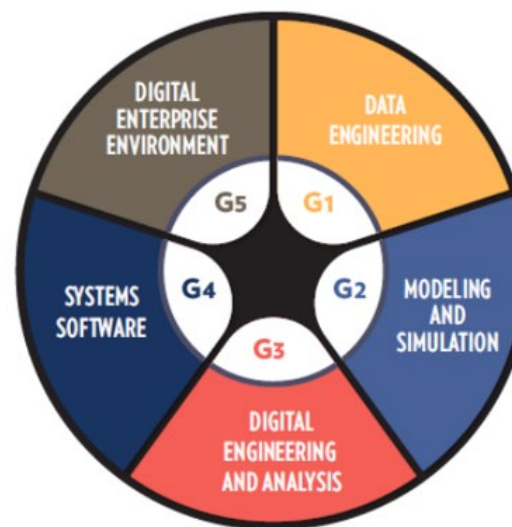 DIGITAL
ENTERPRISE
ENVIRONMENT
G5
DATA
ENGINEERING
G1
SYSTEMS
SOFTWARE
G4
G2
MODELING
AND
SIMULATION
G3
DIGITAL
ENGINEERING
AND ANALYSIS